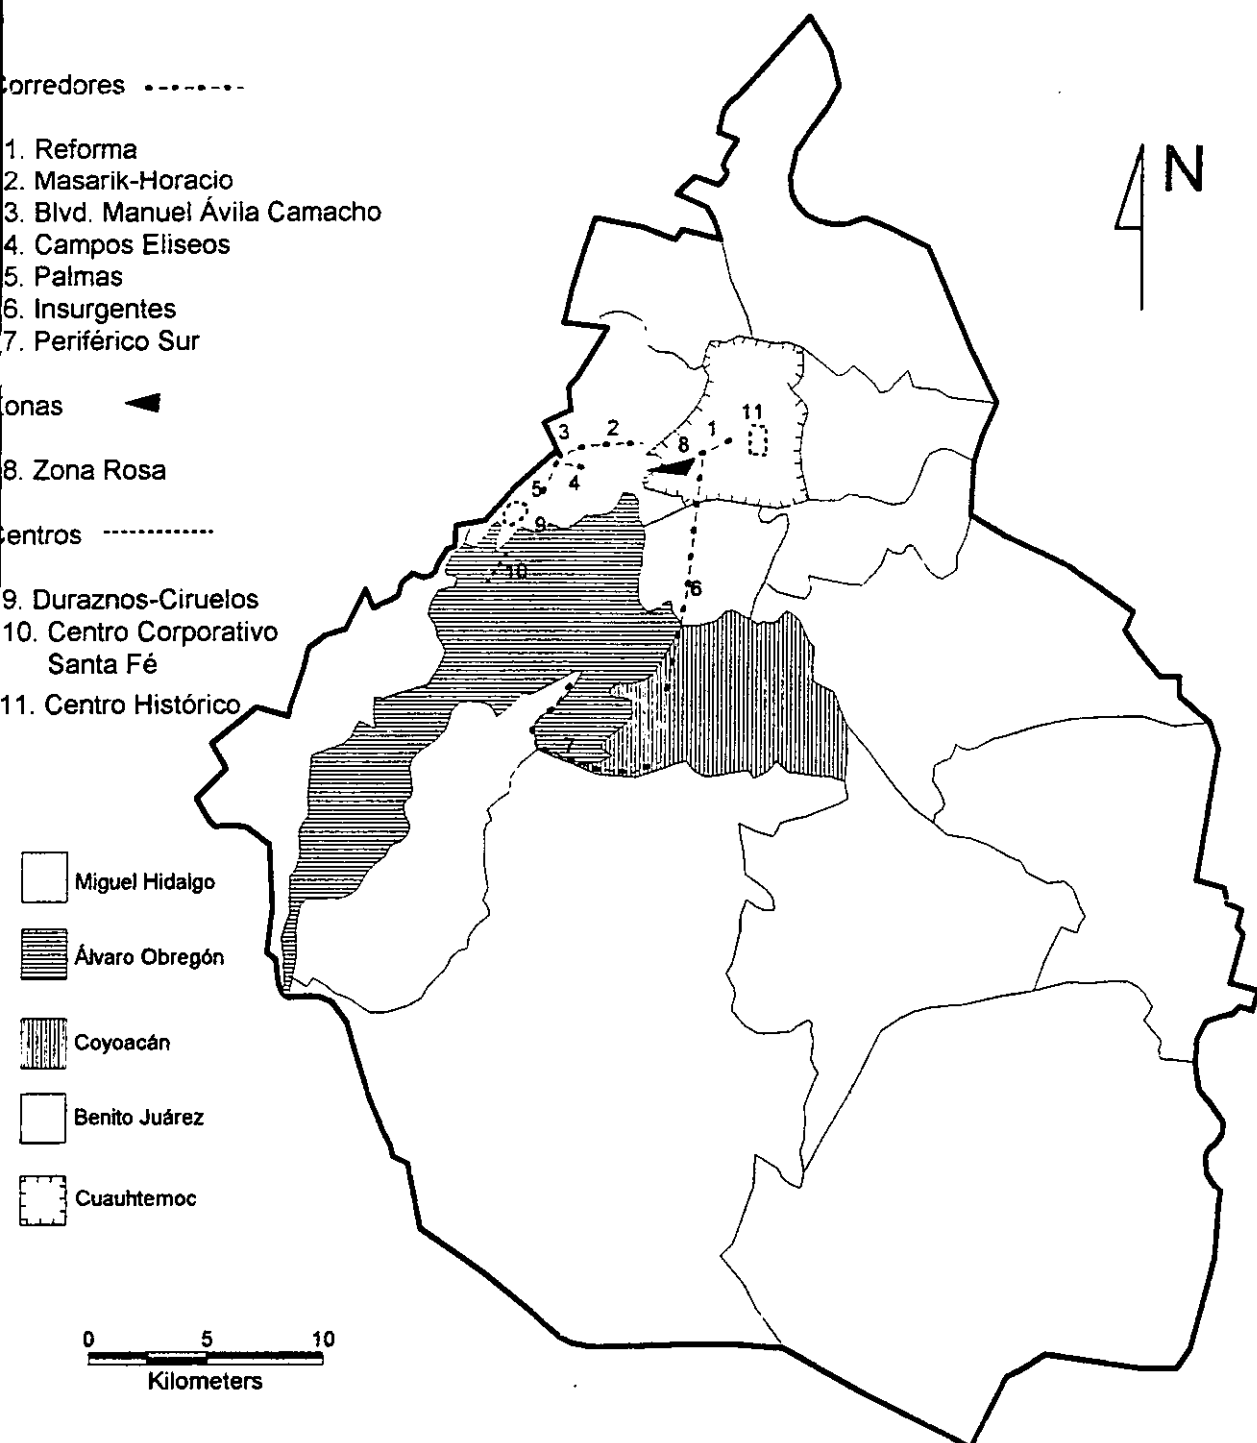 orredores
1. Reforma
2. Masarik-Horacio
3. Blvd. Manuel Ávila Camacho
4. Campos Eliseos
5. Palmas
6. Insurgentes
7. Periférico Sur
onas
8. Zona Rosa
entros
9. Duraznos-Ciruelos
10. Centro Corporativo
Santa Fé
11. Centro Histórico
Miguel Hidalgo
Álvaro Obregón
Coyoacán
Benito Juárez
Cuauhtemoc
0 5 10
Kilometers
N
11
1
2
3
8
4
5
9
10
6
7